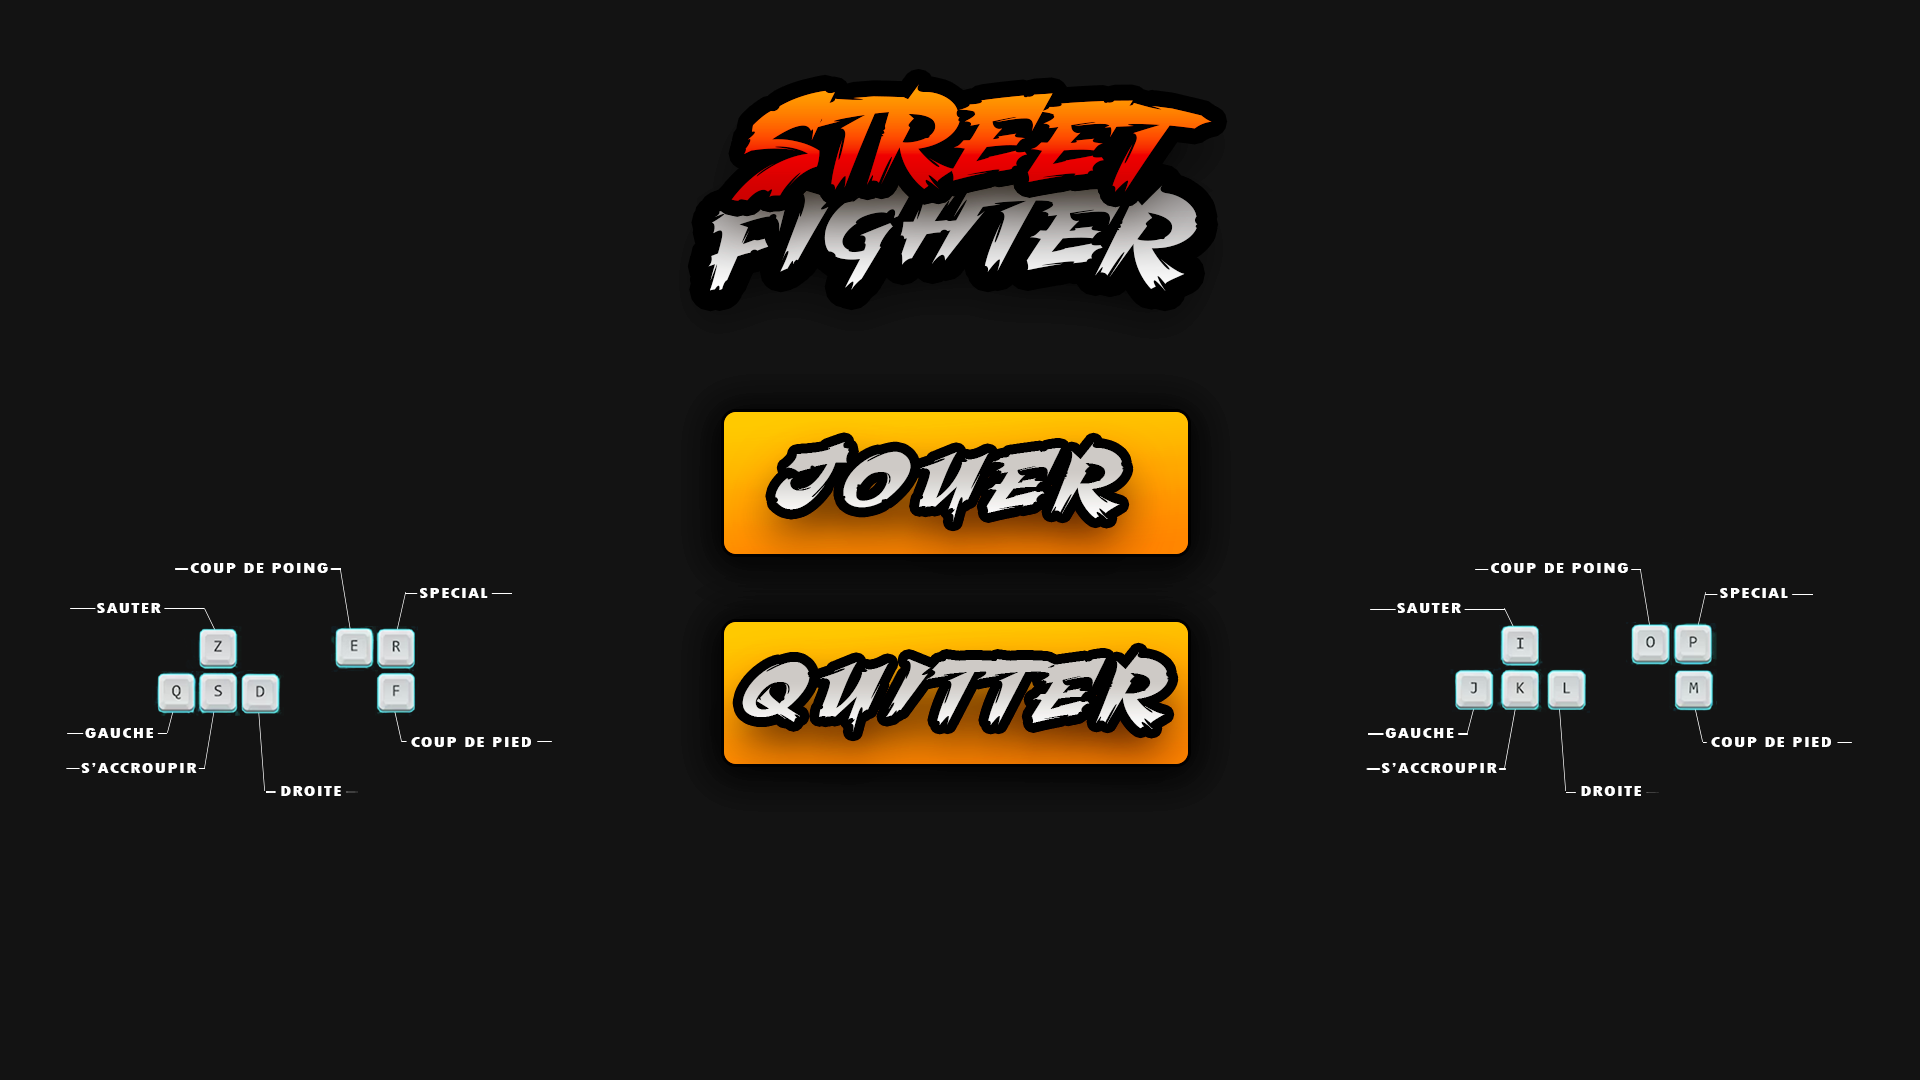 STREET
FIGHTER
JOUER
QUITTER
COUP DE POING
SPECIAL
SAUTER
Z
E
R
Q
S
D
F
GAUCHE
COUP DE PIED
S'ACCROUPIR
DROITE
COUP DE POING
SPECIAL
SAUTER
I
O
P
J
K
L
M
GAUCHE
COUP DE PIED
S'ACCROUPIR
DROITE